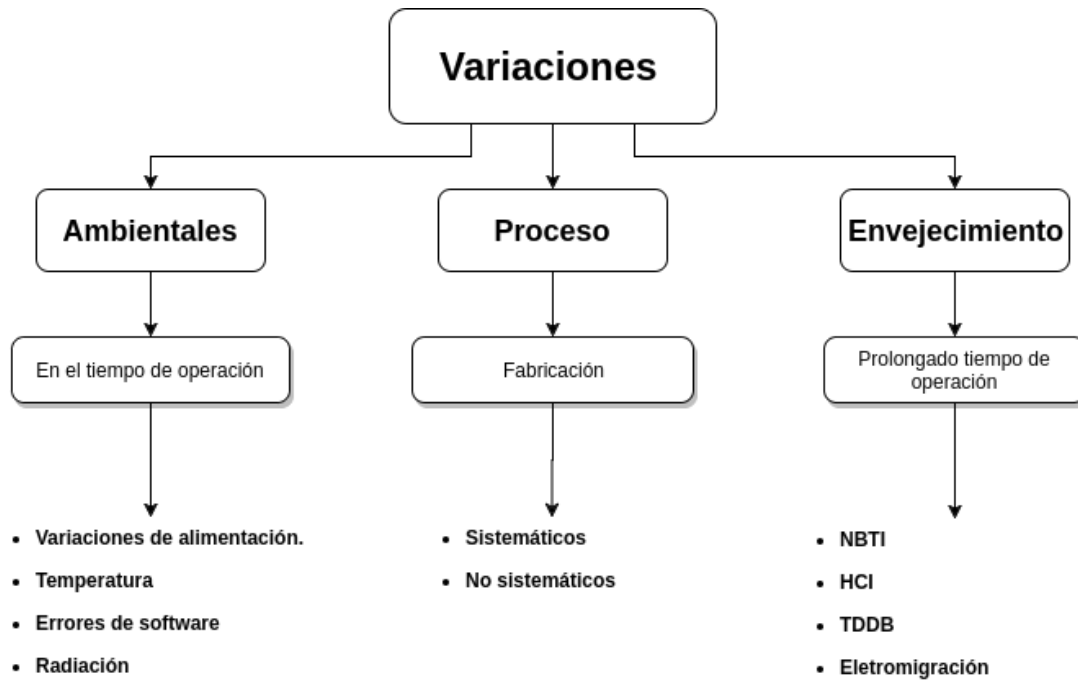 Variaciones
Ambientales
Proceso
Envejecimiento
En el tiempo de operación
Fabricación
Prolongado tiempo de
operación
Variaciones de alimentación.
Temperatura
Errores de software
Radiación
Sistemáticos
No sistemáticos
NBTI
HCI
TDDB
Eletromigración